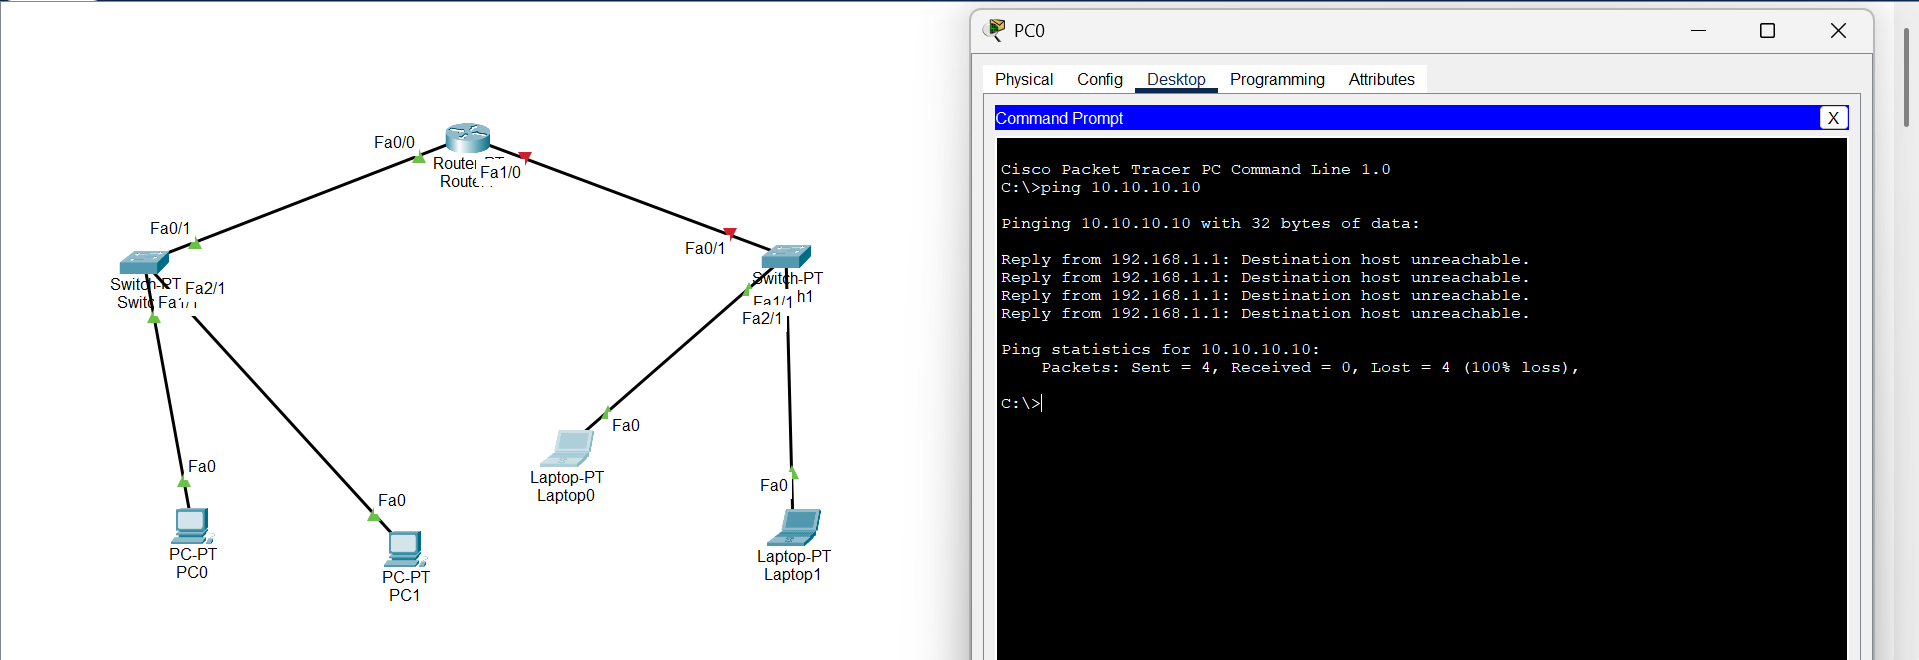 Fa0/0
Fa1/0
Fa0/1
Switch-PT
Fa2/1
Fa0/1
Switch-PT
Fa1/1
h1
Fa2/1
Fa0
Laptop-PT
Laptop0
Fa0
Laptop-PT
Laptop1
Fa0
PC-PT
PC0
Fa0
PC-PT
PC1
PC0
Physical Config Desktop Programming Attributes
Command Prompt X
Cisco Packet Tracer PC Command Line 1.0
C:\>ping 10.10.10.10
Pinging 10.10.10.10 with 32 bytes of data:
Reply from 192.168.1.1: Destination host unreachable.
Reply from 192.168.1.1: Destination host unreachable.
Reply from 192.168.1.1: Destination host unreachable.
Reply from 192.168.1.1: Destination host unreachable.
Ping statistics for 10.10.10.10:
Packets: Sent = 4, Received = 0, Lost = 4 (100% loss),
C:\>